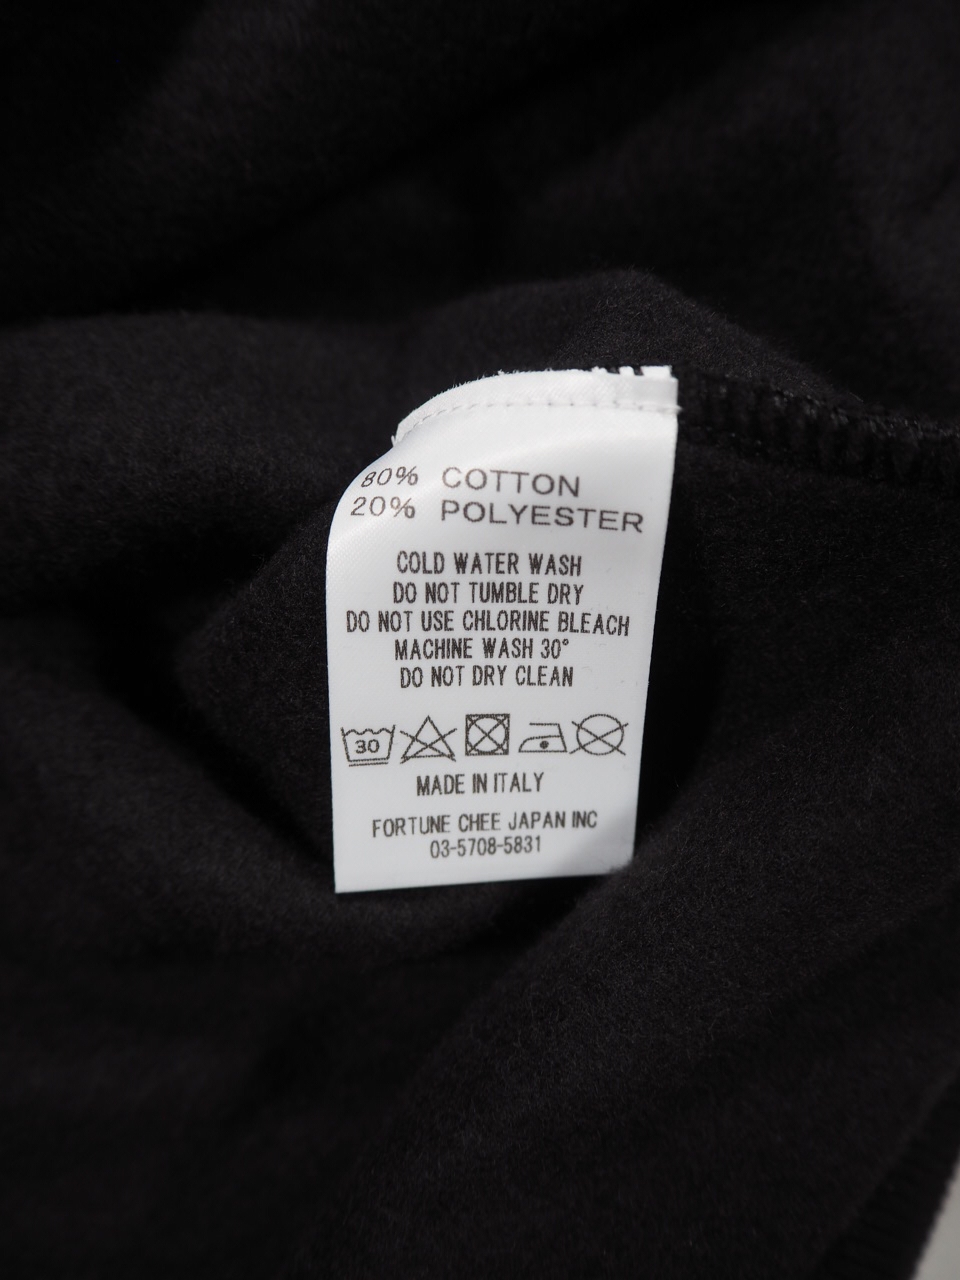 80% COTTON
20% POLYESTER
COLD WATER WASH
DO NOT TUMBLE DRY
DO NOT USE CHLORINE BLEACH
MACHINE WASH 30°
DO NOT DRY CLEAN
30
MADE IN ITALY
FORTUNE CHEE JAPAN INC
03-5708-5831